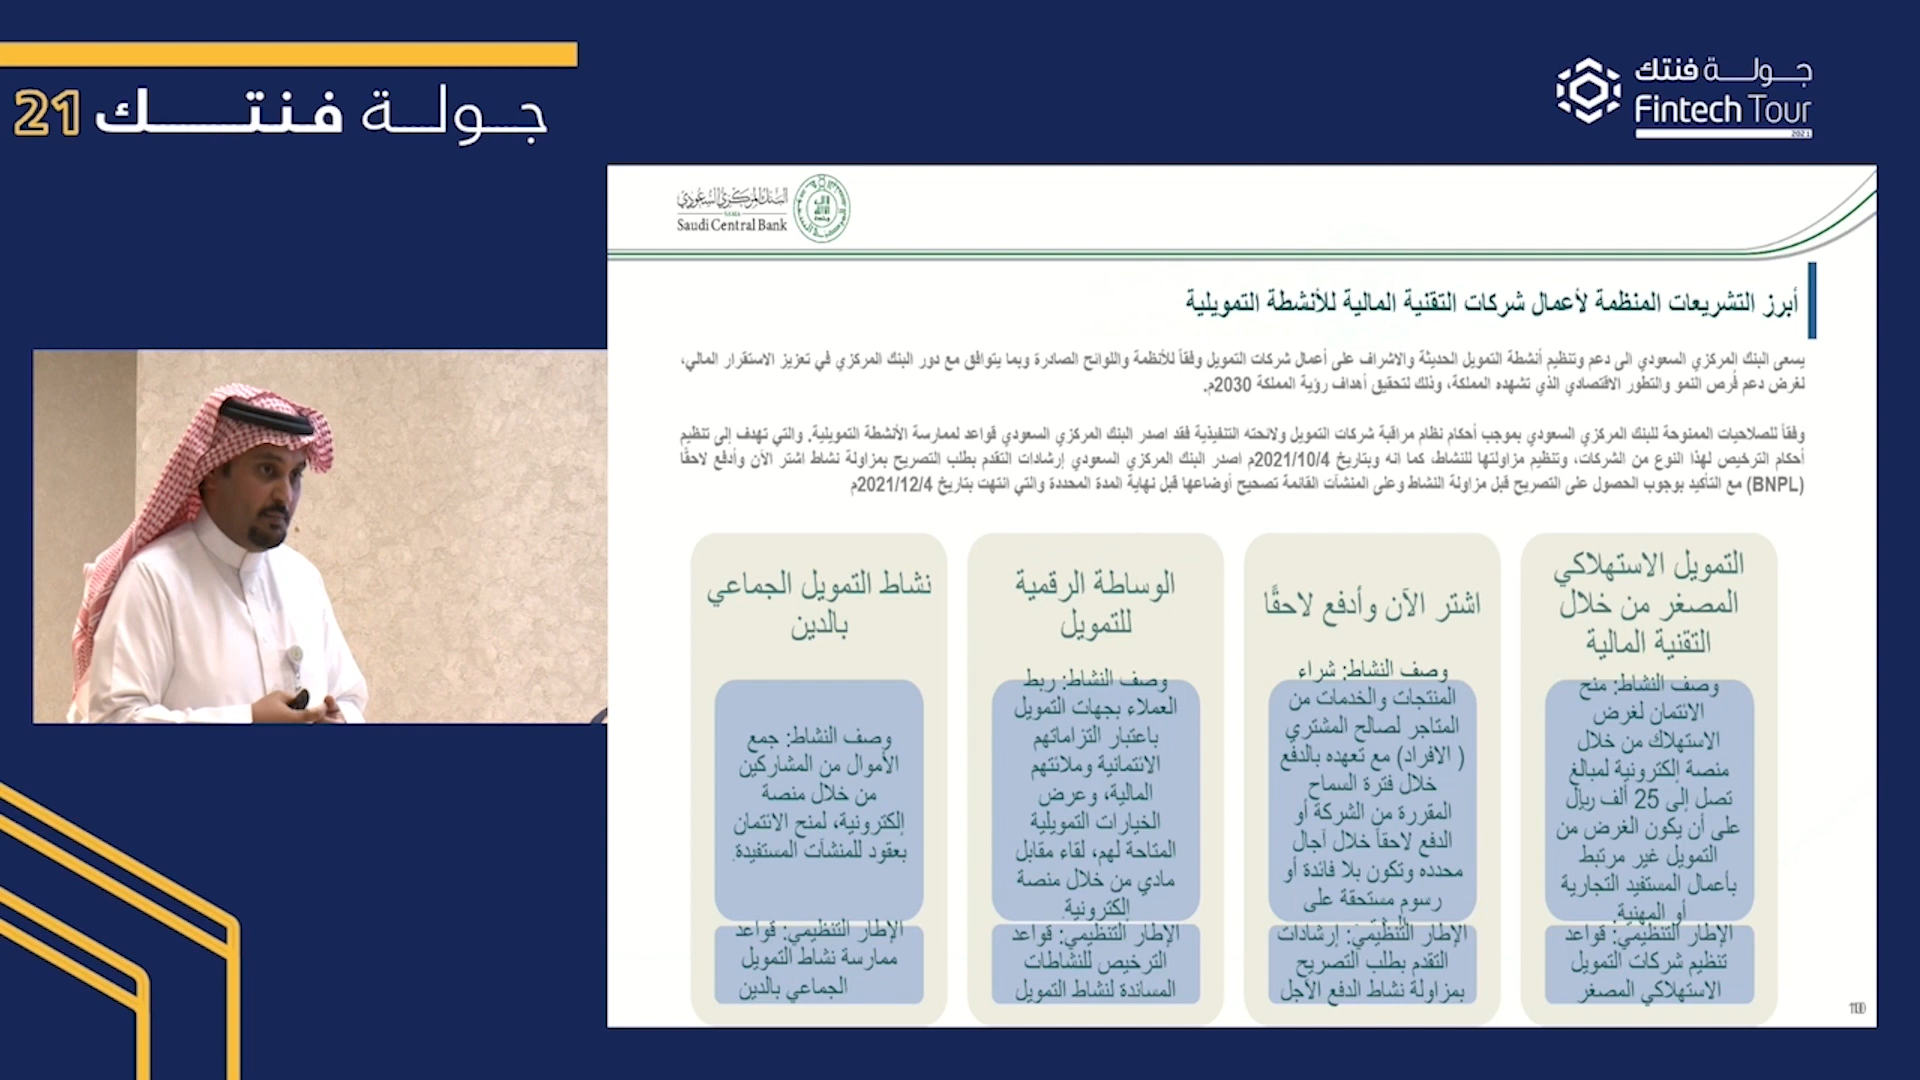 جولة فنتك 21
جولة فنتك
Fintech Tour
2021
البنك المركزي السعودي
SAMA
Saudi Central Bank
أبرز التشريعات المنظمة لأعمال شركات التقنية المالية للأنشطة التمويلية
يسعى البنك المركزي السعودي الى دعم وتنظيم أنشطة التمويل الحديثة والاشراف على أعمال شركات التمويل وفقاً للأنظمة واللوائح الصادرة وبما يتوافق مع دور البنك المركزي في تعزيز الاستقرار المالي،
لغرض دعم فُرص النمو والتطور الاقتصادي الذي تشهده المملكة، وذلك لتحقيق أهداف رؤية المملكة 2030م.
وفقاً للصلاحيات الممنوحة للبنك المركزي السعودي بموجب أحكام نظام مراقبة شركات التمويل ولائحته التنفيذية فقد اصدر البنك المركزي السعودي قواعد لممارسة الأنشطة التمويلية. والتي تهدف إلى تنظيم
أحكام الترخيص لهذا النوع من الشركات، وتنظيم مزاولتها للنشاط، كما انه وبتاريخ 2021/10/4م اصدر البنك المركزي السعودي إرشادات التقدم بطلب التصريح بمزاولة نشاط اشتر الأن وأدفع لاحقًا
(BNPL) مع التأكيد بوجوب الحصول على التصريح قبل مزاولة النشاط وعلى المنشآت القائمة تصحيح أوضاعها قبل نهاية المدة المحددة والتي انتهت بتاريخ 2021/12/4م
التمويل الاستهلاكي
المصغر من خلال
التقنية المالية
وصف النشاط: منح
الائتمان لغرض
الاستهلاك من خلال
منصة إلكترونية لمبالغ
تصل إلى 25 ألف ريال
على أن يكون الغرض من
التمويل غير مرتبط
بأعمال المستفيد التجارية
أو المهنية.
الإطار التنظيمي: قواعد
تنظيم شركات التمويل
الاستهلاكي المصغر
اشتر الآن وأدفع لاحقًا
وصف النشاط: شراء
المنتجات والخدمات من
المتاجر لصالح المشتري
( الافراد) مع تعهده بالدفع
خلال فترة السماح
المقررة من الشركة أو
الدفع لاحقاً خلال آجال
محدده وتكون بلا فائدة أو
رسوم مستحقة على
الإطار التنظيمي: إرشادات
التقدم بطلب التصريح
بمزاولة نشاط الدفع الآجل
الوساطة الرقمية
للتمويل
وصف النشاط: ربط
العملاء بجهات التمويل
باعتبار التزاماتهم
الائتمانية وملائتهم
المالية، وعرض
الخيارات التمويلية
المتاحة لهم، لقاء مقابل
مادي من خلال منصة
إلكترونية.
الإطار التنظيمي: قواعد
الترخيص للنشاطات
المساندة لنشاط التمويل
نشاط التمويل الجماعي
بالدين
وصف النشاط: جمع
الأموال من المشاركين
من خلال منصة
إلكترونية، لمنح الائتمان
بعقود للمنشآت المستفيدة.
الإطار التنظيمي: قواعد
ممارسة نشاط التمويل
الجماعي بالدين